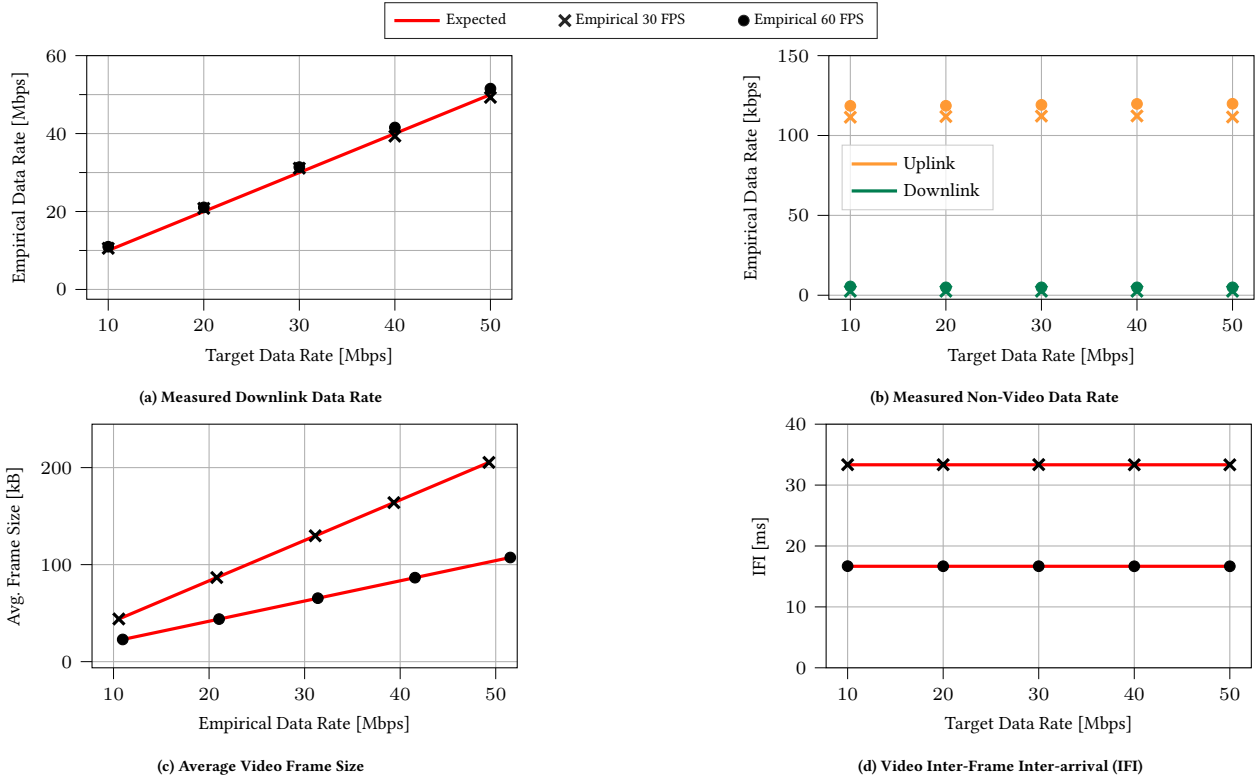 Expected Empirical 30 FPS Empirical 60 FPS
60
40
20
0
Empirical Data Rate [Mbps]
10 20 30 40 50
Target Data Rate [Mbps]
(a) Measured Downlink Data Rate
150
100
50
0
Empirical Data Rate [kbps]
Uplink
Downlink
10 20 30 40 50
Target Data Rate [Mbps]
(b) Measured Non-Video Data Rate
200
100
0
Avg. Frame Size [kB]
10 20 30 40 50
Empirical Data Rate [Mbps]
(c) Average Video Frame Size
40
30
20
10
0
IFI [ms]
10 20 30 40 50
Target Data Rate [Mbps]
(d) Video Inter-Frame Inter-arrival (IFI)